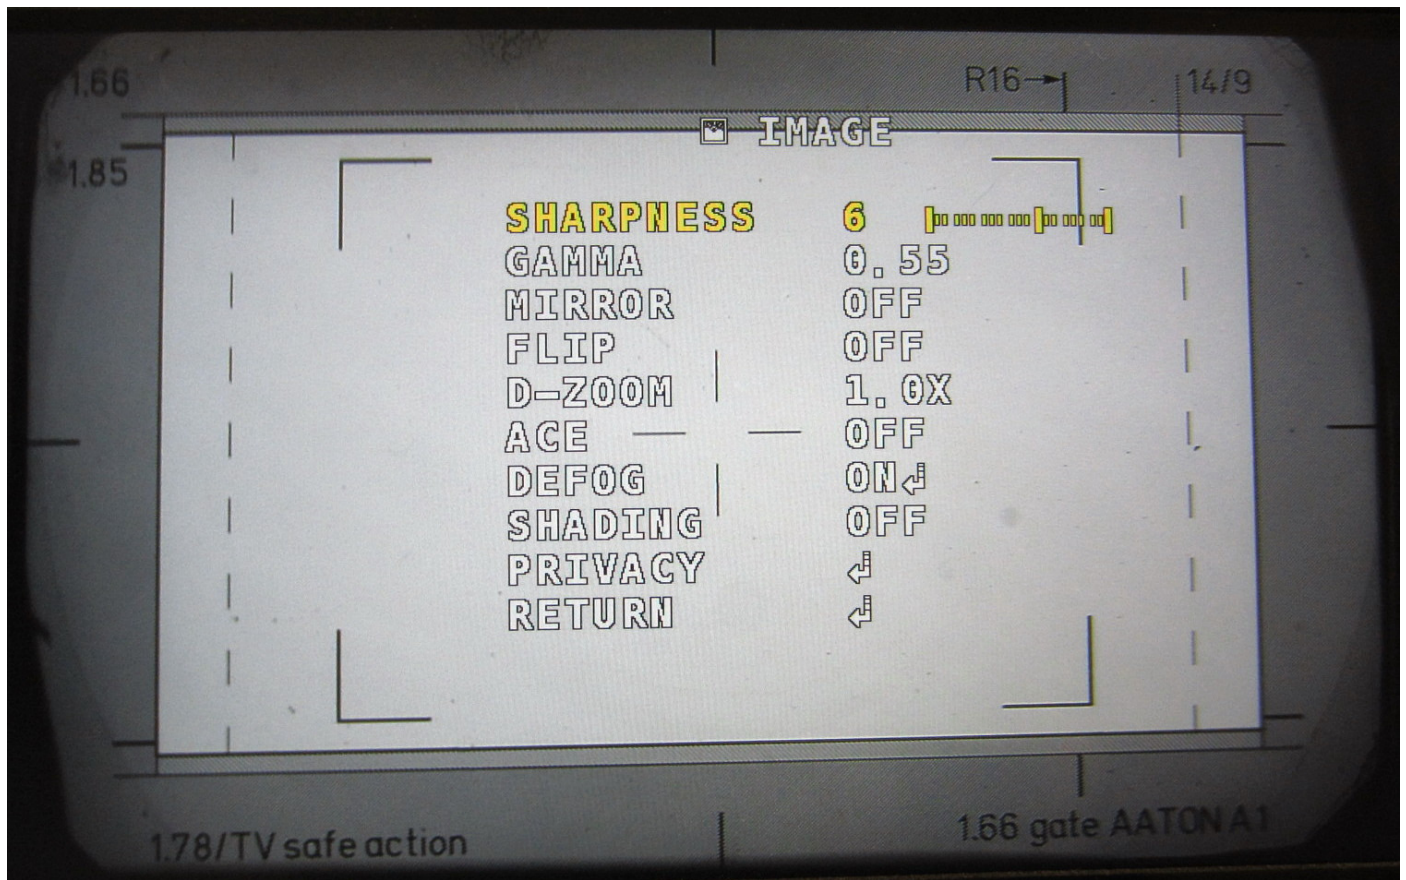 1.66
R16 14/9
IMAGE
1.85
SHARPNESS 6
GAMMA 0.55
MIRROR OFF
FLIP OFF
D-ZOOM 1.0X
ACE OFF
DEFOG ON↲
SHADING OFF
PRIVACY ↲
RETURN ↲
1.78/TV safe action
1.66 gate AATON A1